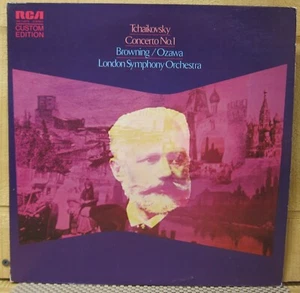 RCA
CUSTOM
EDITION
Tchaikovsky
Concerto No.1
Browning / Ozawa
London Symphony Orchestra